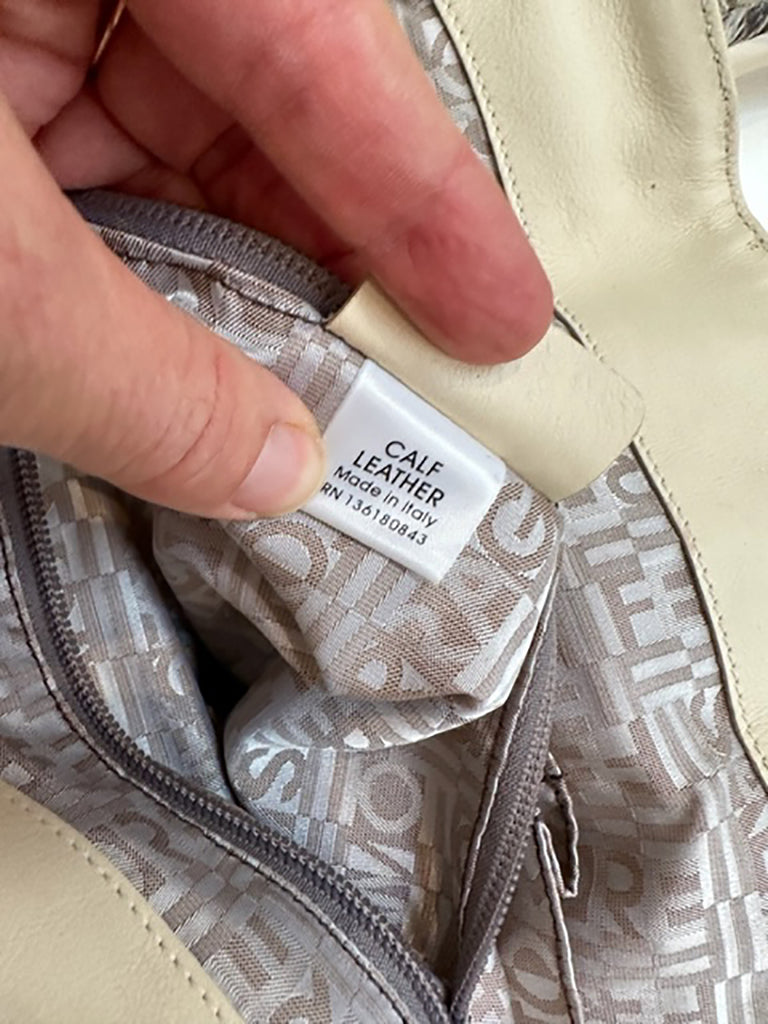 CALF
LEATHER
Made in Italy
RN 136180843